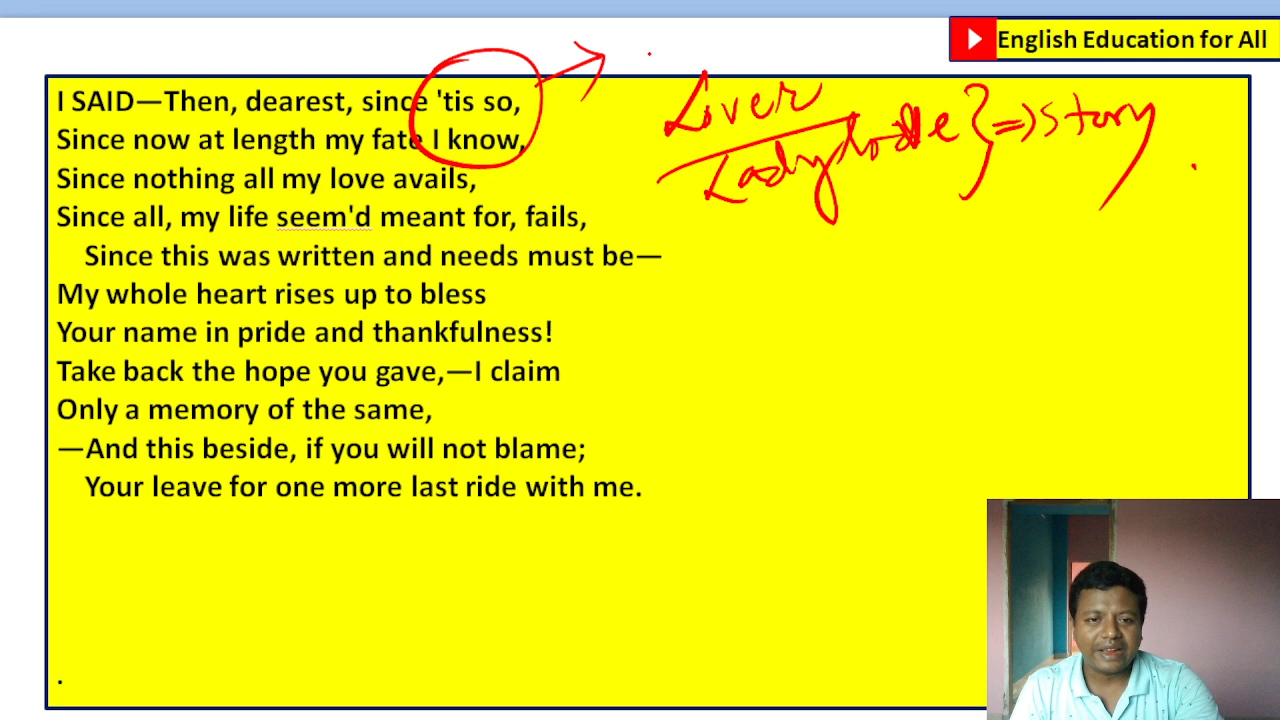 English Education for All
I SAID—Then, dearest, since 'tis so,
Since now at length my fate I know,
Since nothing all my love avails,
Since all, my life seem'd meant for, fails,
Since this was written and needs must be—
My whole heart rises up to bless
Your name in pride and thankfulness!
Take back the hope you gave,—I claim
Only a memory of the same,
—And this beside, if you will not blame;
Your leave for one more last ride with me.
.
Lover
Lady } => Story